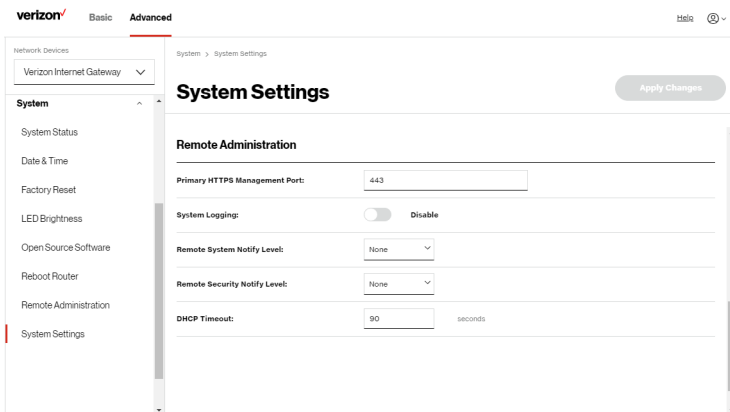 verizon✓
Basic
Advanced
Help
Network Devices
Verizon Internet Gateway
System
System Status
Date & Time
Factory Reset
LED Brightness
Open Source Software
Reboot Router
Remote Administration
System Settings
System > System Settings
System Settings
Apply Changes
Remote Administration
Primary HTTPS Management Port: 443
System Logging: Disable
Remote System Notify Level: None
Remote Security Notify Level: None
DHCP Timeout: 90 seconds